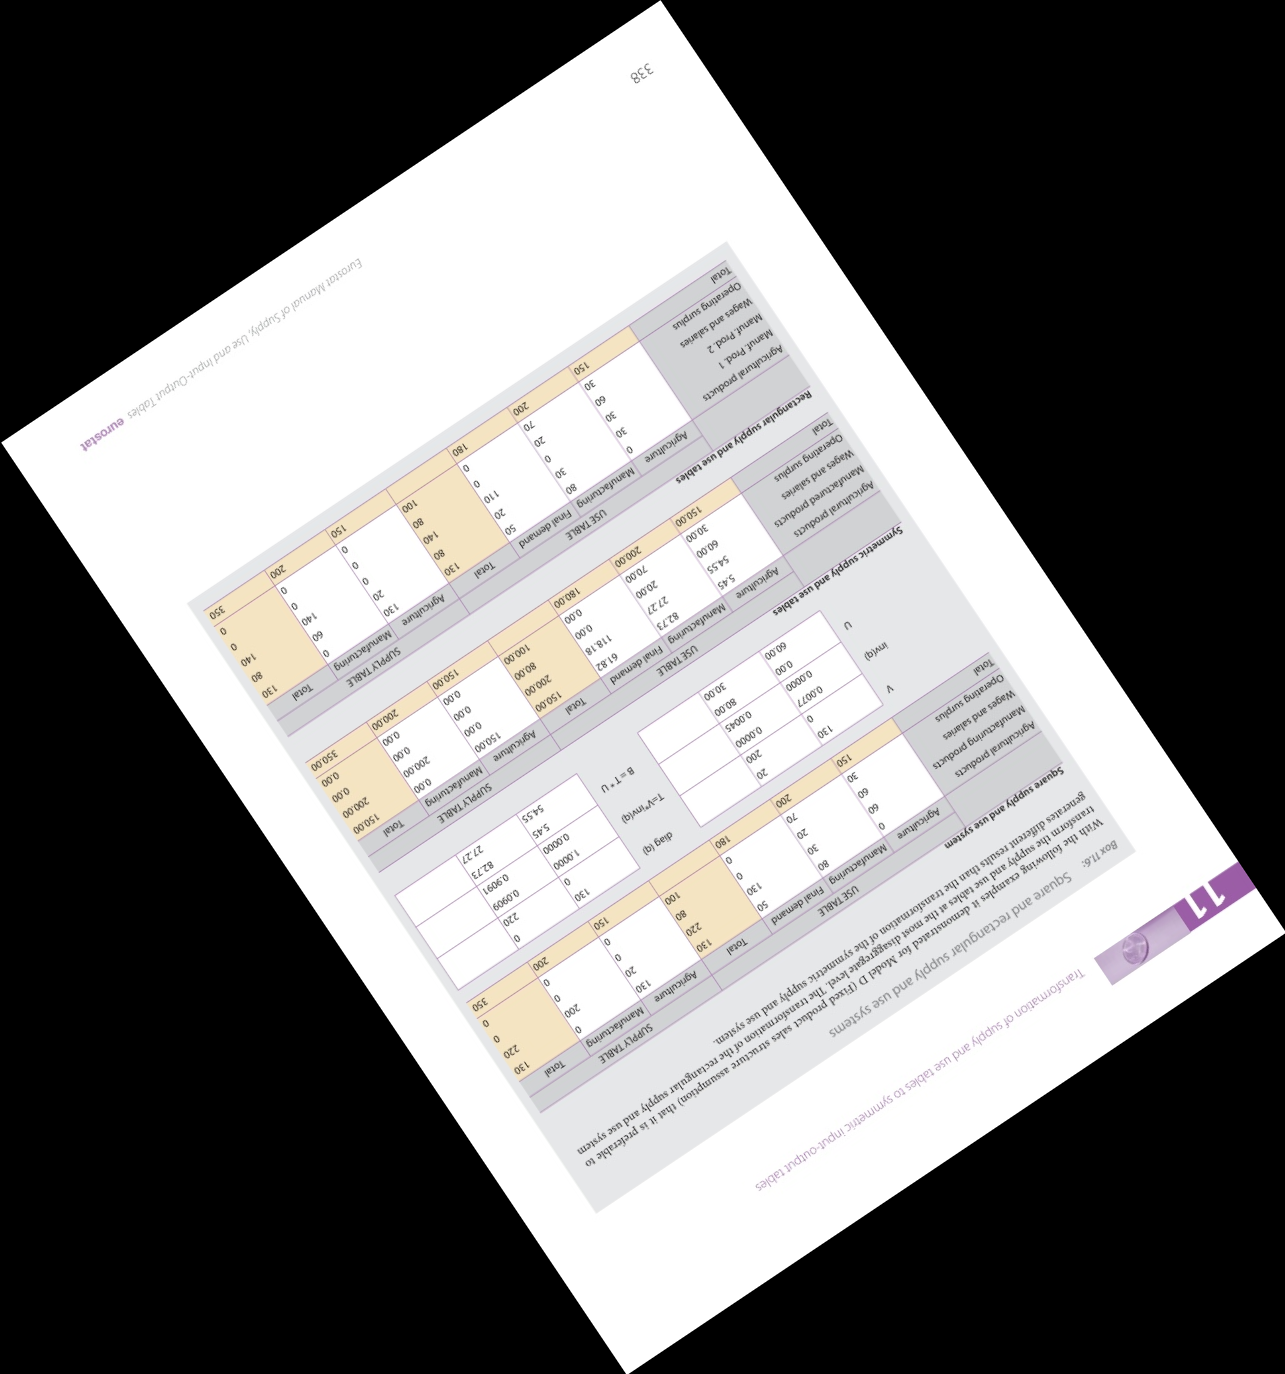 11
Transformation of supply and use tables to symmetric input-output tables
Box 11.6: Square and rectangular supply and use systems
With the following examples it is demonstrated for Model D (Fixed product sales structure assumption) that it is preferable to
transform the supply and use tables at the most disaggregate level. The transformation of the rectangular supply and use system
generates different results than the transformation of the symmetric supply and use system.
Square supply and use system
USE TABLE SUPPLY TABLE
Agriculture Manufacturing Final demand Total Agriculture Manufacturing Total
Agricultural products 0 80 50 130 130 0 130
Manufacturing products 60 30 130 220 20 200 220
Wages and salaries 60 20 0 80 0 0 0
Operating surplus 30 70 0 100 0 0 0
Total 150 200 180 150 200 350
V 130 20 diag (q) 130 0
0 200 0 220
inv(q) 0.0077 0.0000 T=V*inv(q) 1.0000 0.0909
0.0000 0.0045 0.0000 0.9091
U 0.00 80.00 B = T * U 5.45 82.73
60.00 30.00 54.55 27.27
Symmetric use and supply tables
USE TABLE SUPPLY TABLE
Agriculture Manufacturing Final demand Total Agriculture Manufacturing Total
Agricultural products 5.45 82.73 61.82 150.00 150.00 0.00 150.00
Manufactured products 54.55 27.27 118.18 200.00 0.00 200.00 200.00
Wages and salaries 60.00 20.00 0.00 80.00 0.00 0.00 0.00
Operating surplus 30.00 70.00 0.00 100.00 0.00 0.00 0.00
Total 150.00 200.00 180.00 150.00 200.00 350.00
Rectangular use and supply tables
USE TABLE SUPPLY TABLE
Agriculture Manufacturing Final demand Total Agriculture Manufacturing Total
Agricultural products 0 80 50 130 130 0 130
Manuf. Prod. 1 30 30 20 80 20 60 80
Manuf. Prod. 2 30 0 110 140 0 140 140
Wages and salaries 60 20 0 80 0 0 0
Operating surplus 30 70 0 100 0 0 0
Total 150 200 180 150 200 350
338 Eurostat Manual of Supply, Use and Input-Output Tables eurostat